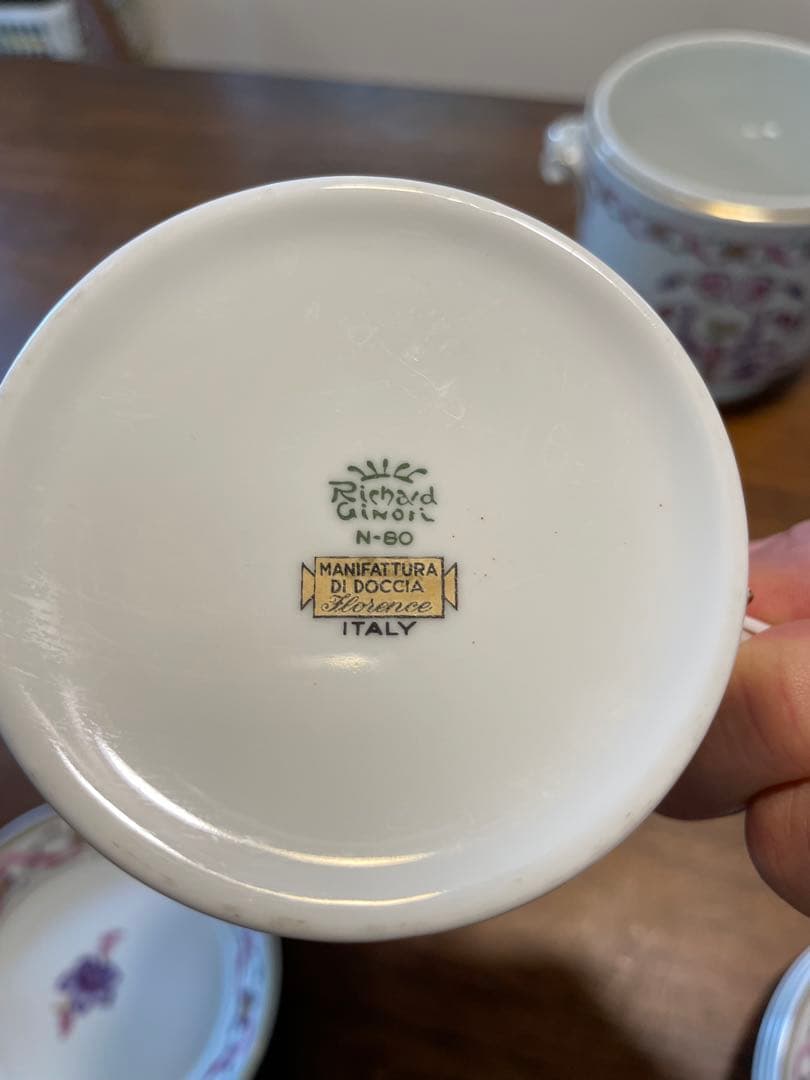 Richard
GINORI
N-80
MANIFATTURA
DI DOCCIA
Florence
ITALY